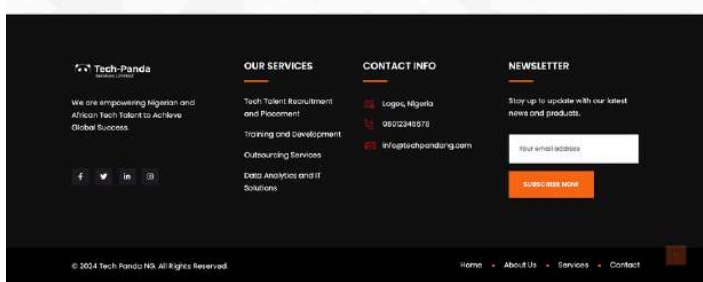 Tech-Panda
Services Limited
We are empowering Nigerian and
African Tech Talent to Achieve
Global Success.
OUR SERVICES
Tech Talent Recruitment
and Placement
Training and Development
Outsourcing Services
Data Analytics and IT
Solutions
CONTACT INFO
Lagos, Nigeria
08012345678
info@techpandang.com
NEWSLETTER
Stay up to update with our latest
news and products.
Your email address
SUBSCRIBE NOW
© 2024 Tech Panda NG. All Rights Reserved.
Home • About Us • Services • Contact